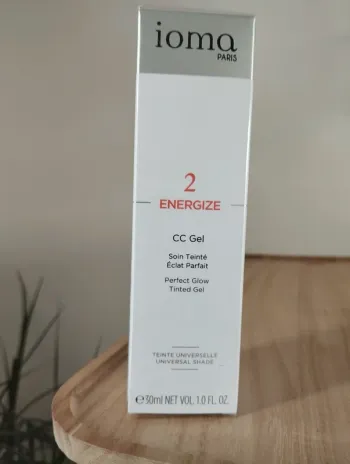 ioma
PARIS
2
ENERGIZE
CC Gel
Soin Teinté
Éclat Parfait
Perfect Glow
Tinted Gel
TEINTE UNIVERSELLE
UNIVERSAL SHADE
℮30ml NET VOL. 1.0 FL. OZ.